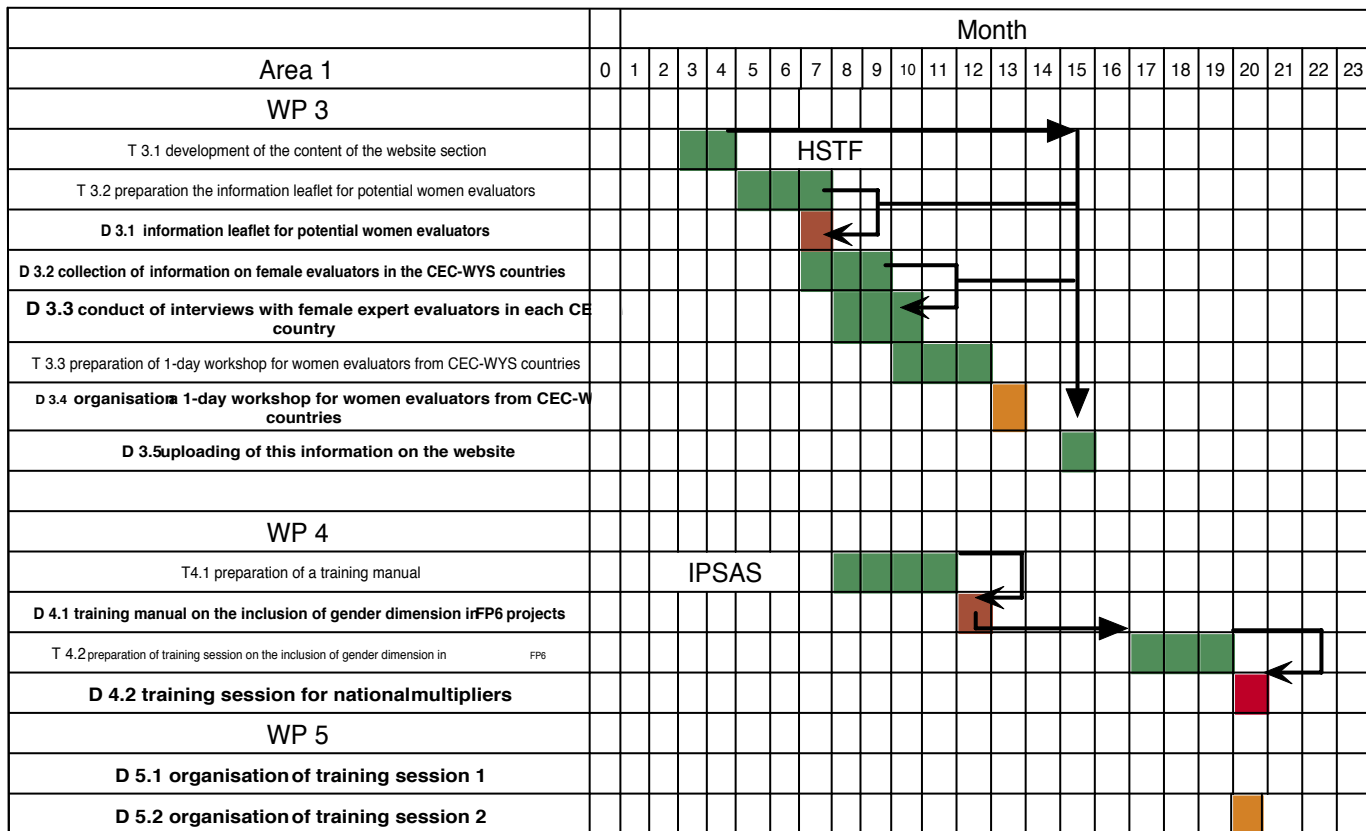 Month
Area 1 0 1 2 3 4 5 6 7 8 9 10 11 12 13 14 15 16 17 18 19 20 21 22 23
WP 3
T 3.1 development of the content of the website section HSTF
T 3.2 preparation the information leaflet for potential women evaluators
D 3.1 information leaflet for potential women evaluators
D 3.2 collection of information on female evaluators in the CEC-WYS countries
D 3.3 conduct of interviews with female expert evaluators in each CE
country
T 3.3 preparation of 1-day workshop for women evaluators from CEC-WYS countries
D 3.4 organisation a 1-day workshop for women evaluators from CEC-W
countries
D 3.5uploading of this information on the website
WP 4
T4.1 preparation of a training manual IPSAS
D 4.1 training manual on the inclusion of gender dimension inFP6 projects
T 4.2 preparation of training session on the inclusion of gender dimension in FP6
D 4.2 training session for nationalmultipliers
WP 5
D 5.1 organisation of training session 1
D 5.2 organisation of training session 2